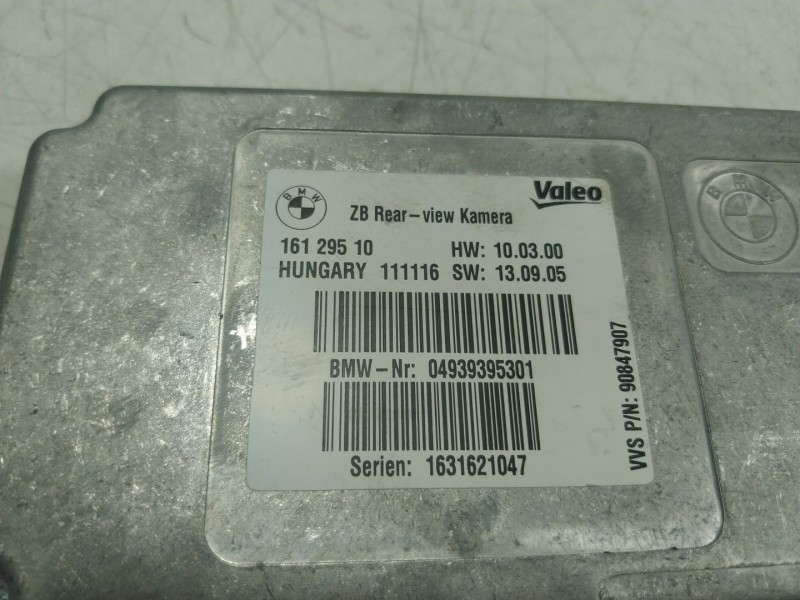 BMW
Valeo
ZB Rear-view Kamera
161 295 10 HW: 10.03.00
HUNGARY 111116 SW: 13.09.05
BMW-Nr: 04939395301
Serien: 1631621047
VVS P/N: 90847907
BMW